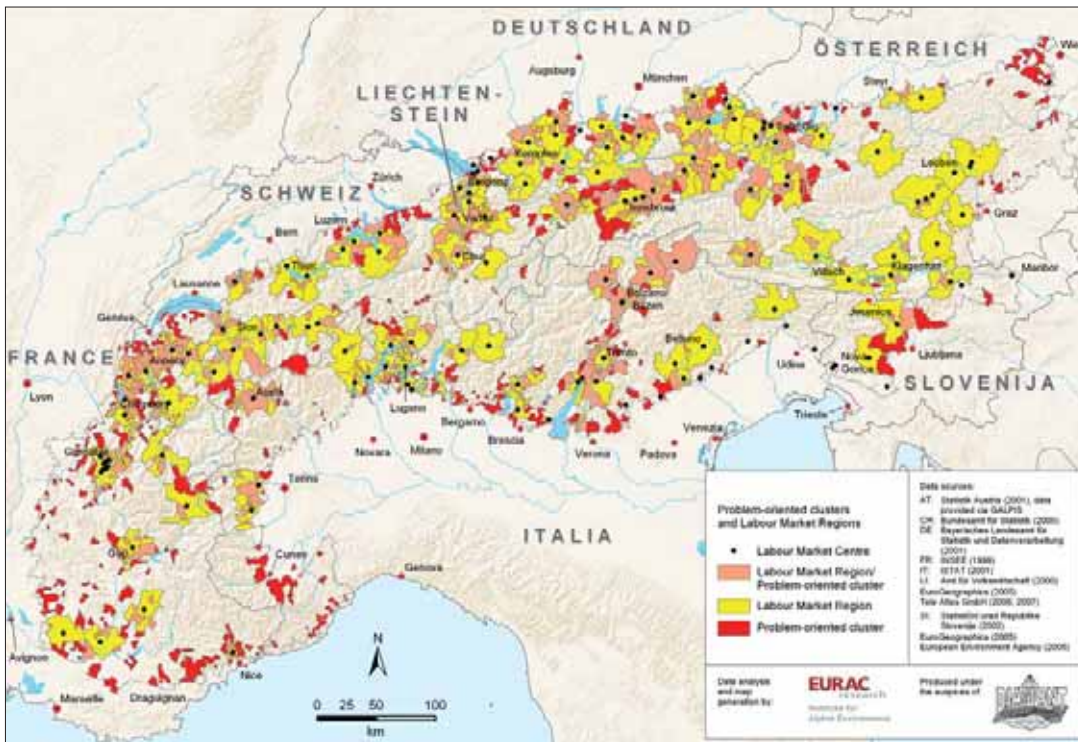 DEUTSCHLAND
ÖSTERREICH
Augsburg
München
Steyr
LIECHTEN-
STEIN
Kempten
Zürich
SCHWEIZ
Luzern
Bern
Innsbruck
Leoben
Graz
Chur
Thun
Lausanne
Villach
Klagenfurt
Maribor
Bolzano
Bozen
Genova
Sion
Jesenice
FRANCE
Annecy
Belluno
Trento
Nova
Gorica
Ljubljana
Lyon
Aosta
Udine
SLOVENIJA
Lugano
Bergamo
Trieste
Brescia
Venezia
Novara
Milano
Verona
Padova
Torino
ITALIA
Gap
Cuneo
Genova
Avignon
Nice
Marseille
Draguignan
N
0 25 50 100
km
Problem-oriented clusters
and Labour Market Regions
Labour Market Centre
Labour Market Region/
Problem-oriented cluster
Labour Market Region
Problem-oriented cluster
Data sources:
AT: Statistik Austria (2001), data
provided via GALPIS
CH: Bundesamt für Statistik (2000)
DE: Bayerisches Landesamt für
Statistik und Datenverarbeitung
(2001)
FR: INSEE (1999)
IT: ISTAT (2001)
LI: Amt für Volkswirtschaft (2000)
EuroGeographics (2005)
Tele Atlas GmbH (2006, 2007)
SI: Statistični urad Republike
Slovenije (2002)
EuroGeographics (2005)
European Environment Agency (2005)
Data analysis
and map
generation by:
EURAC
research
Institute for
Alpine Environment
Produced under
the auspices of